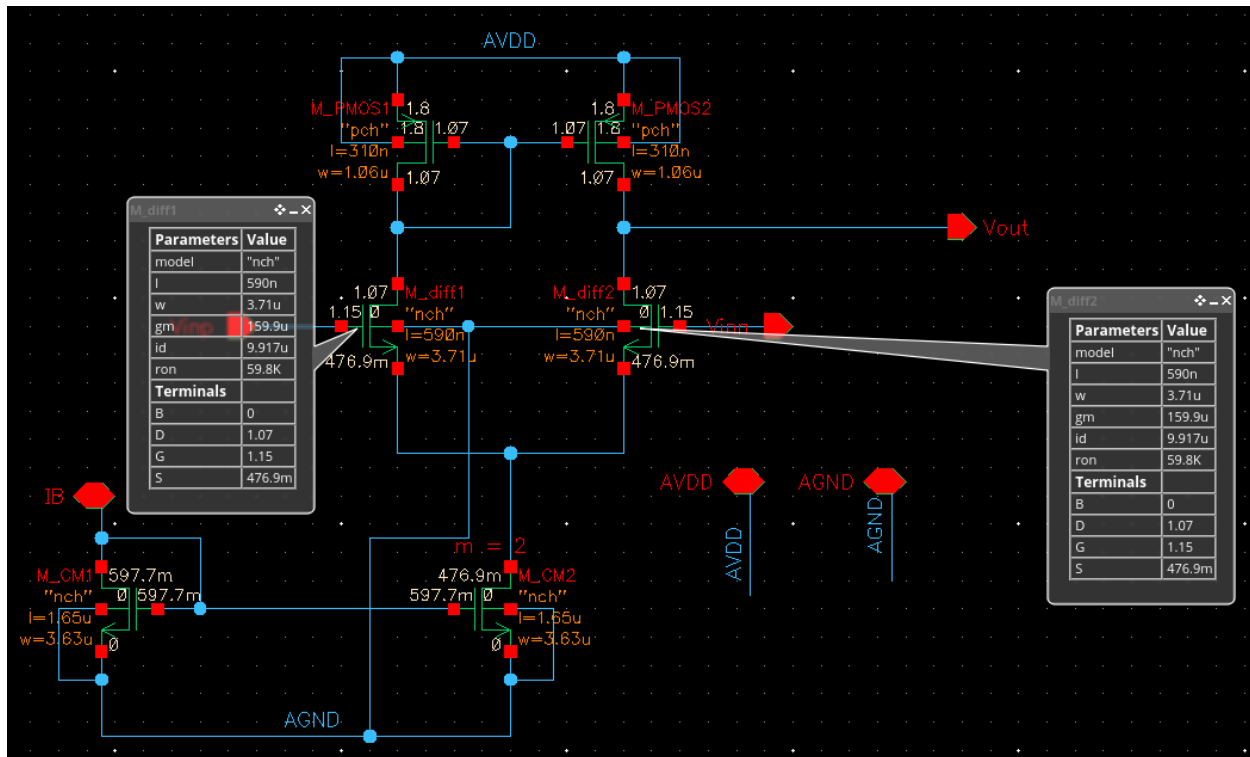 AVDD
M_PMOS1
1.8
"pch"
1.8
1.07
l=310n
w=1.06u
1.07
1.8
M_PMOS2
1.07
1.8
"pch"
l=310n
w=1.06u
1.07
M_diff1
Parameters Value
model "nch"
l 590n
w 3.71u
gm 159.9u
id 9.917u
ron 59.8K
Terminals
B 0
D 1.07
G 1.15
S 476.9m
Vinp
1.07
M_diff1
1.15
0
"nch"
l=590n
w=3.71u
476.9m
M_diff2
1.07
"nch"
0
1.15
l=590n
w=3.71u
476.9m
Vinn
Vout
M_diff2
Parameters Value
model "nch"
l 590n
w 3.71u
gm 159.9u
id 9.917u
ron 59.8K
Terminals
B 0
D 1.07
G 1.15
S 476.9m
IB
AVDD
AVDD
AGND
AGND
M_CM1
597.7m
"nch"
0
597.7m
l=1.65u
w=3.63u
0
m = 2
476.9m
M_CM2
597.7m
0
"nch"
l=1.65u
w=3.63u
0
AGND